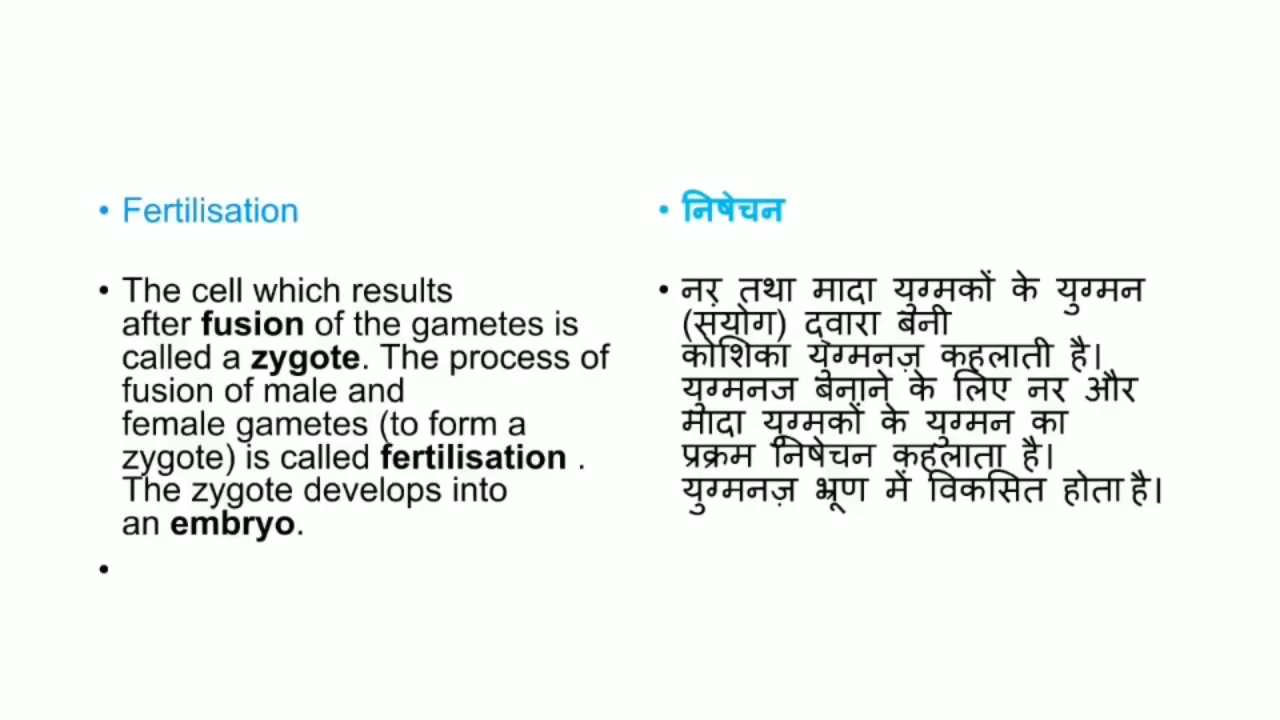 • Fertilisation
• The cell which results
after fusion of the gametes is
called a zygote. The process of
fusion of male and
female gametes (to form a
zygote) is called fertilisation .
The zygote develops into
an embryo.
•
• निषेचन
• नर तथा मादा युग्मकों के युग्मन
(संयोग) द्वारा बनी
कोशिका युग्मनज़ कहलाती है।
युग्मनज बनाने के लिए नर और
मादा युग्मकों के युग्मन का
प्रक्रम निषेचन कहलाता है।
युग्मनज़ भ्रूण में विकसित होता है।